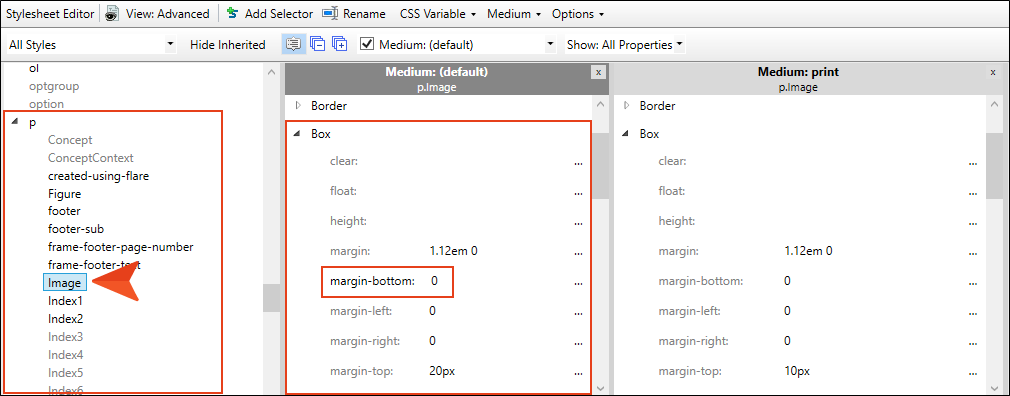 Stylesheet Editor View: Advanced Add Selector Rename CSS Variable Medium Options
All Styles Hide Inherited Medium: (default) Show: All Properties
ol
optgroup
option
p
Concept
ConceptContext
created-using-flare
Figure
footer
footer-sub
frame-footer-page-number
frame-footer-text
Image
Index1
Index2
Index3
Index4
Index5
Index6
Medium: (default) x
p.Image
Border
Box
clear: ...
float: ...
height: ...
margin: 1.12em 0 ...
margin-bottom: 0 ...
margin-left: 0 ...
margin-right: 0 ...
margin-top: 20px ...
Medium: print x
p.Image
Border
Box
clear: ...
float: ...
height: ...
margin: 1.12em 0 ...
margin-bottom: 0 ...
margin-left: 0 ...
margin-right: 0 ...
margin-top: 10px ...